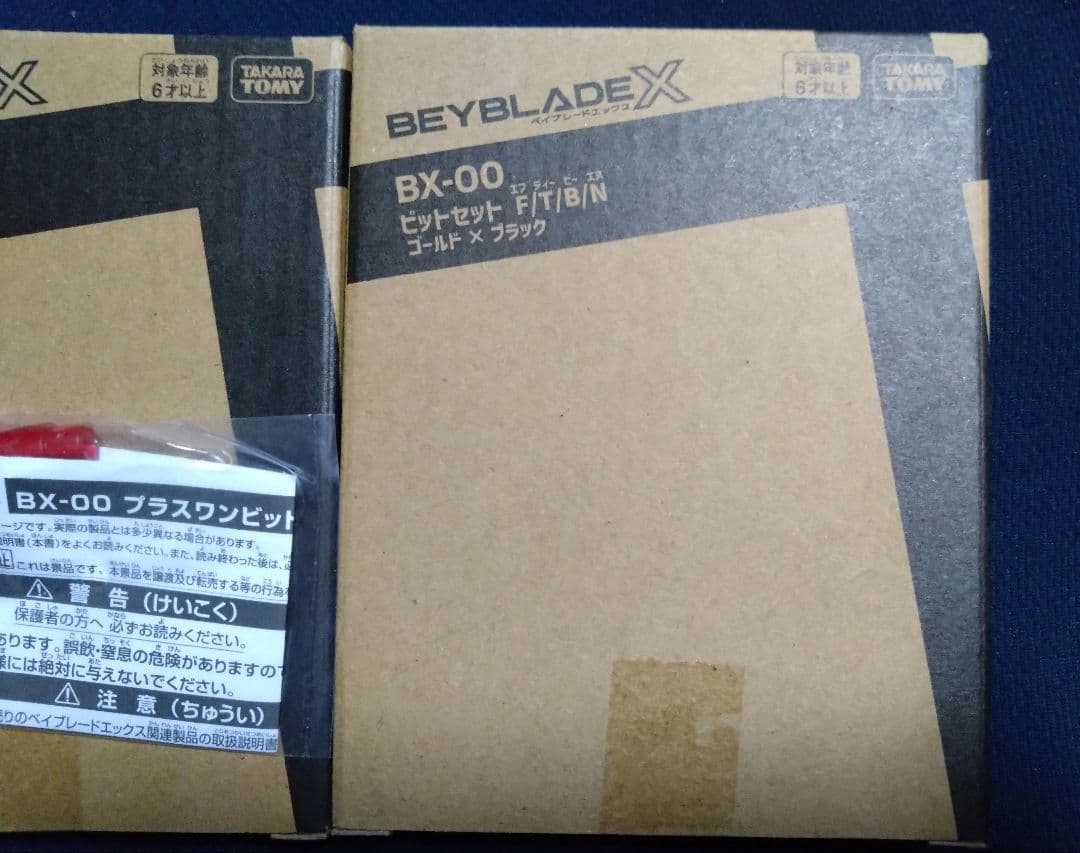 X
対象年齢
6才以上
TAKARA
TOMY
BX-00 プラスワンビット
ージです。実際の製品とは多少異なる場合があります。
説明書(本書)をよくお読みください。また、読み終わった後は、必
止 これは景品です。本景品を譲渡及び転売する等の行為を
警告(けいこく)
保護者の方へ 必ずお読みください。
あります。誤飲・窒息の危険がありますので
様には絶対に与えないでください。
注意(ちゅうい)
売りのベイブレードエックス関連製品の取扱説明書
BEYBLADE X
ベイブレードエックス
対象年齢
6才以上
TAKARA
TOMY
BX-00
エフ ティー ビー エヌ
ビットセット F/T/B/N
ゴールド × ブラック